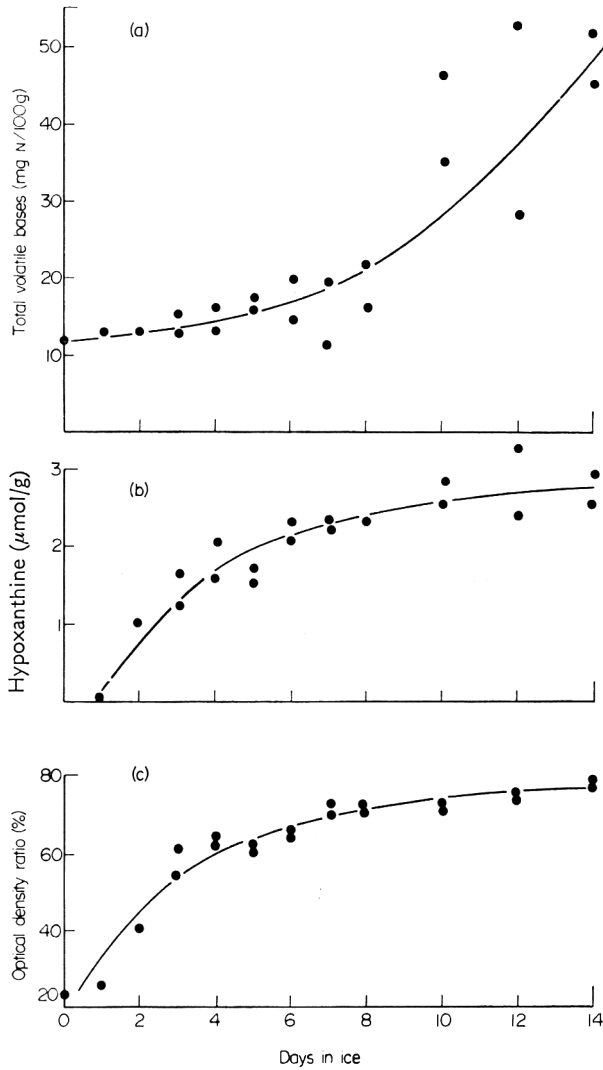 (a)
50
40
30
20
10
Total volatile bases (mg N/100g)
(b)
3
2
1
Hypoxanthine (μmol/g)
(c)
80
60
40
20
Optical density ratio (%)
0 2 4 6 8 10 12 14
Days in ice